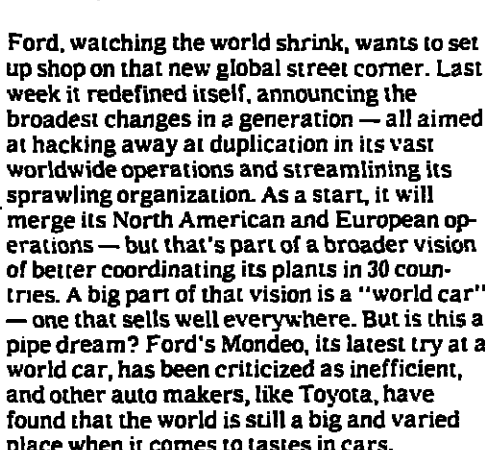 Ford, watching the world shrink, wants to set
up shop on that new global street corner. Last
week it redefined itself, announcing the
broadest changes in a generation — all aimed
at hacking away at duplication in its vast
worldwide operations and streamlining its
sprawling organization. As a start, it will
merge its North American and European op-
erations — but that's part of a broader vision
of better coordinating its plants in 30 coun-
tries. A big part of that vision is a "world car"
— one that sells well everywhere. But is this a
pipe dream? Ford's Mondeo, its latest try at a
world car, has been criticized as inefficient,
and other auto makers, like Toyota, have
found that the world is still a big and varied
place when it comes to tastes in cars.